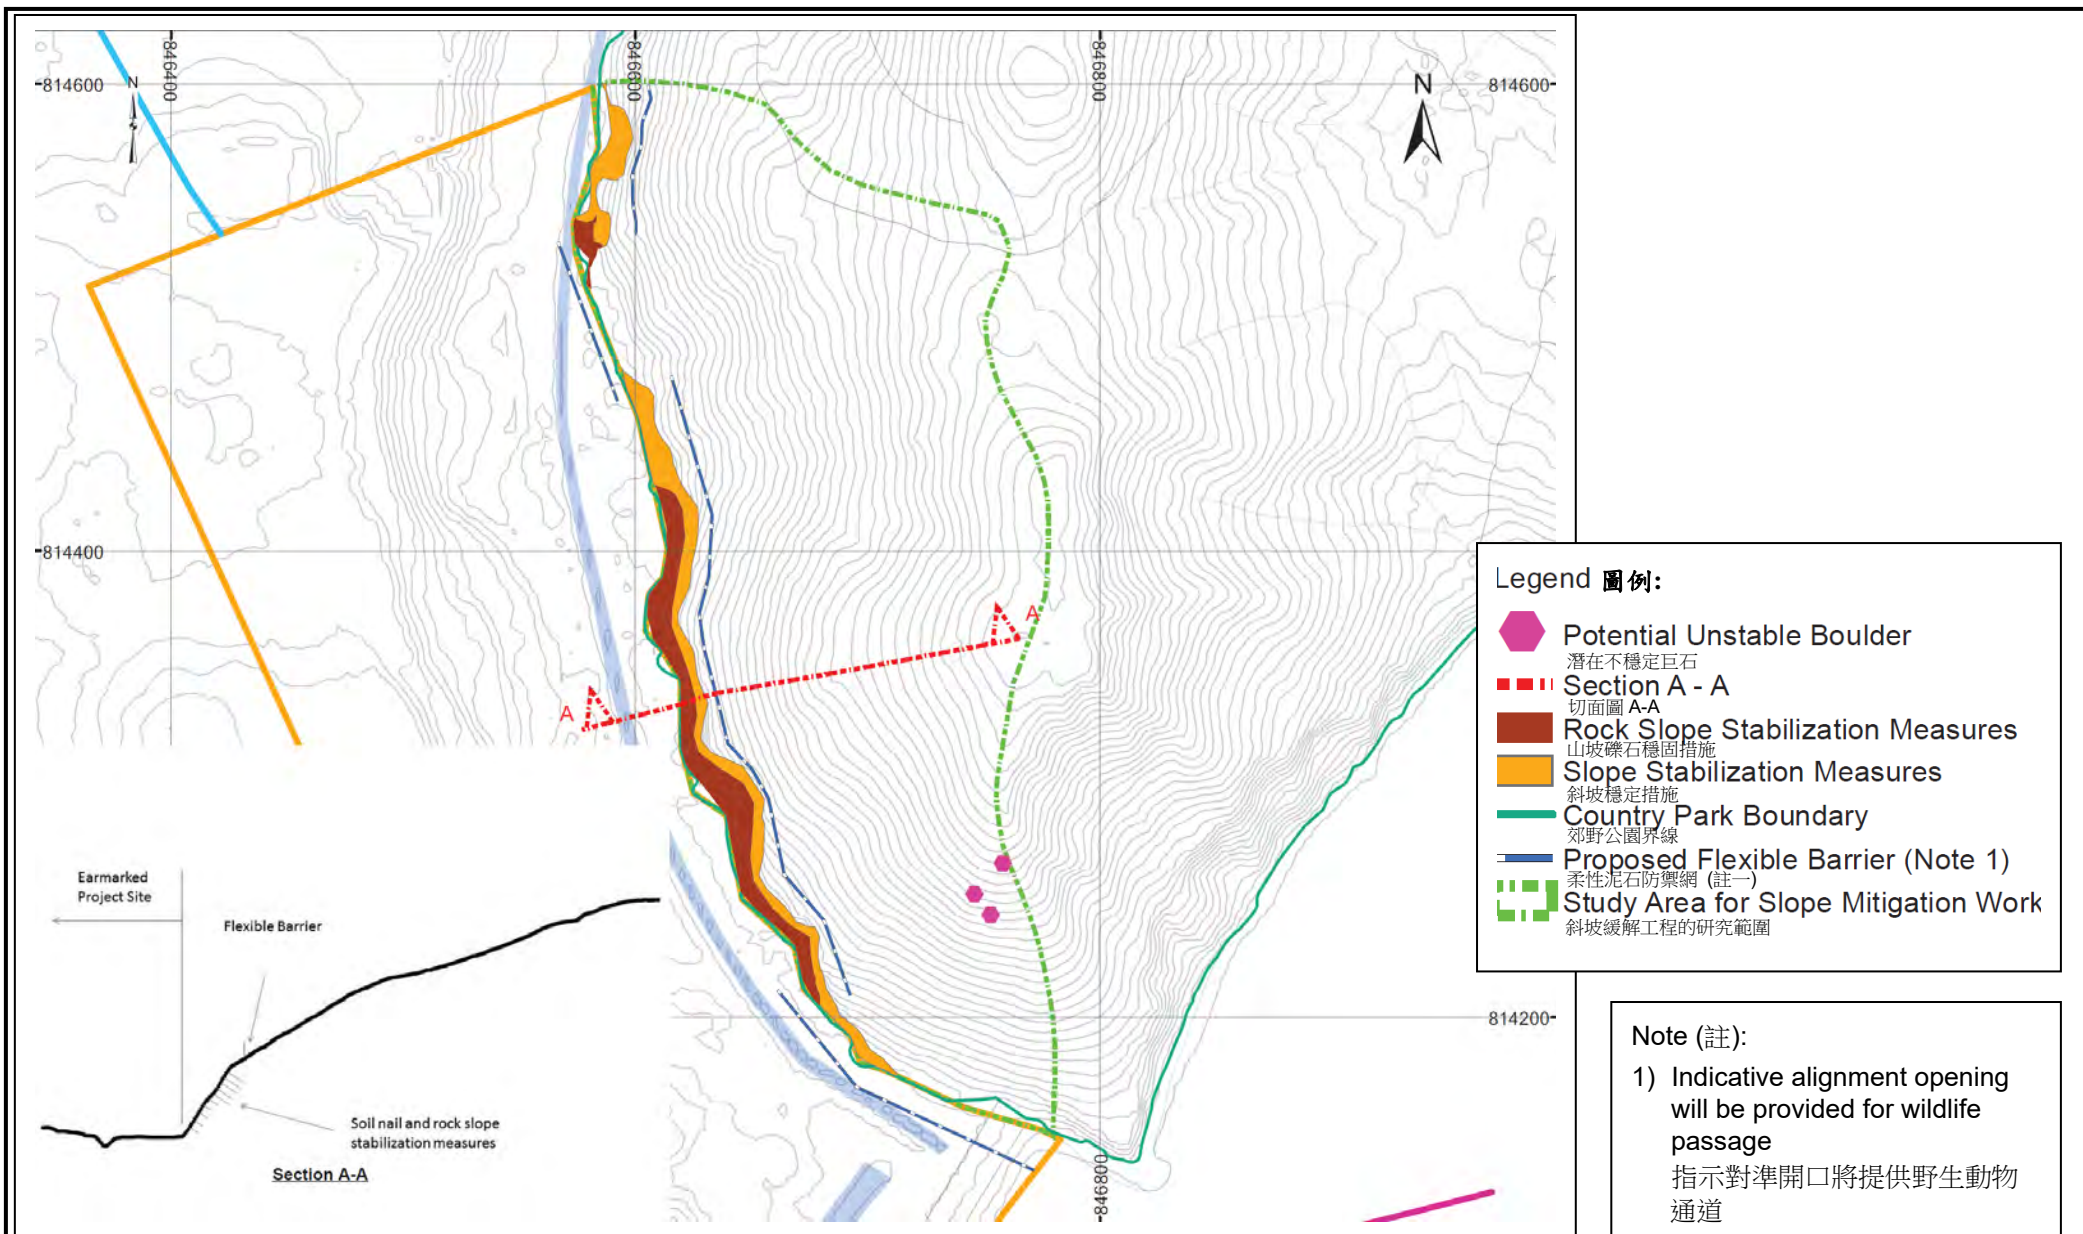 846400
846600
846800
814600
N
N
814600
814400
A
A
Legend 圖例:
Potential Unstable Boulder
潛在不穩定巨石
Section A - A
切面圖 A-A
Rock Slope Stabilization Measures
山坡礫石穩固措施
Slope Stabilization Measures
斜坡穩定措施
Country Park Boundary
郊野公園界線
Proposed Flexible Barrier (Note 1)
柔性泥石防禦網 (註一)
Study Area for Slope Mitigation Work
斜坡緩解工程的研究範圍
Earmarked
Project Site
Flexible Barrier
Soil nail and rock slope
stabilization measures
Section A-A
814200
846800
Note (註):
1) Indicative alignment opening
will be provided for wildlife
passage
指示對準開口將提供野生動物
通道